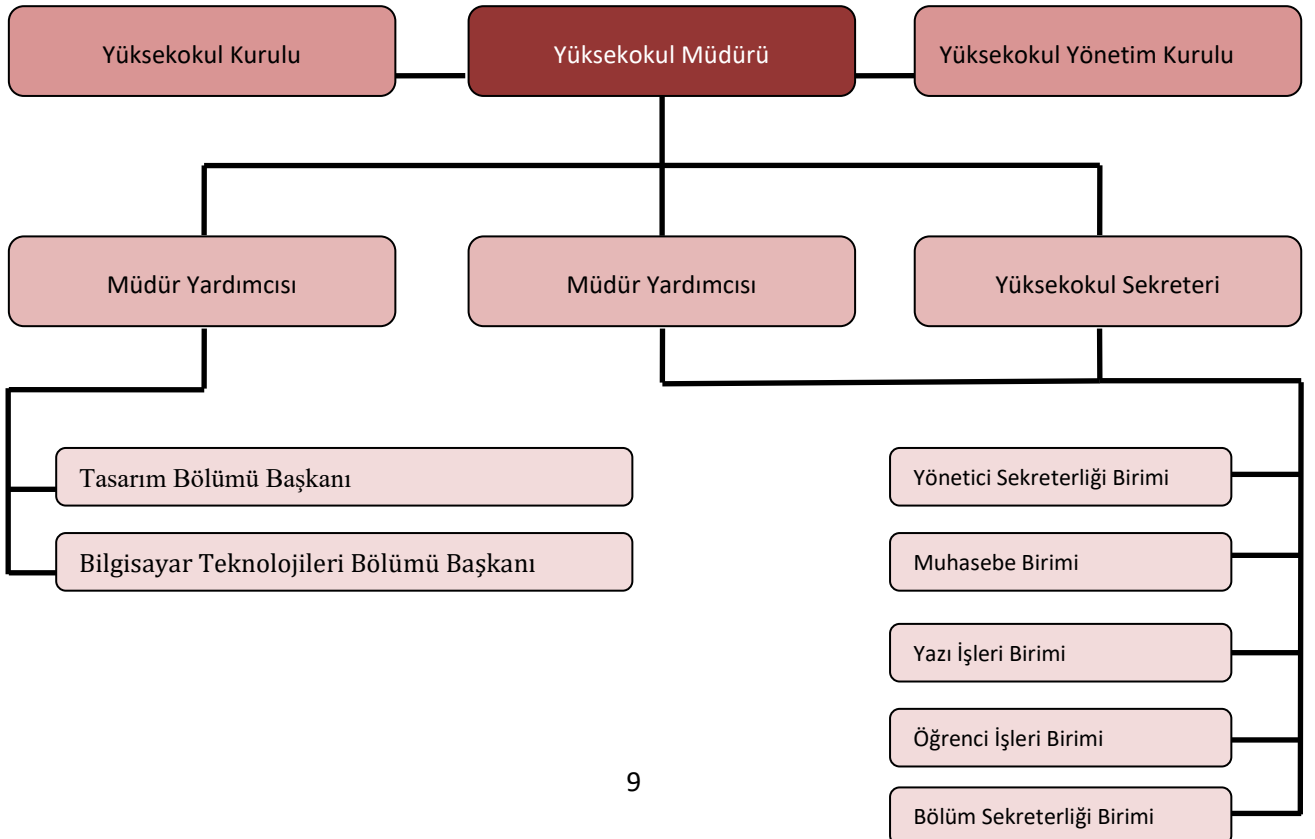 Yüksekokul Kurulu
Yüksekokul Müdürü
Yüksekokul Yönetim Kurulu
Müdür Yardımcısı
Müdür Yardımcısı
Yüksekokul Sekreteri
Tasarım Bölümü Başkanı
Bilgisayar Teknolojileri Bölümü Başkanı
Yönetici Sekreterliği Birimi
Muhasebe Birimi
Yazı İşleri Birimi
Öğrenci İşleri Birimi
Bölüm Sekreterliği Birimi
9